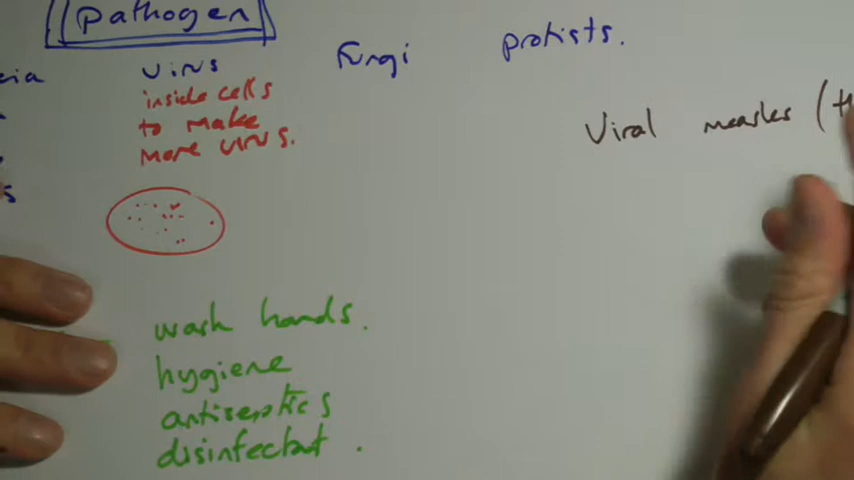 pathogen
virus
Fungi
protists.
inside cells
to make
more virus.
Viral measles (
wash hands.
hygiene
antiseptics
disinfectant.